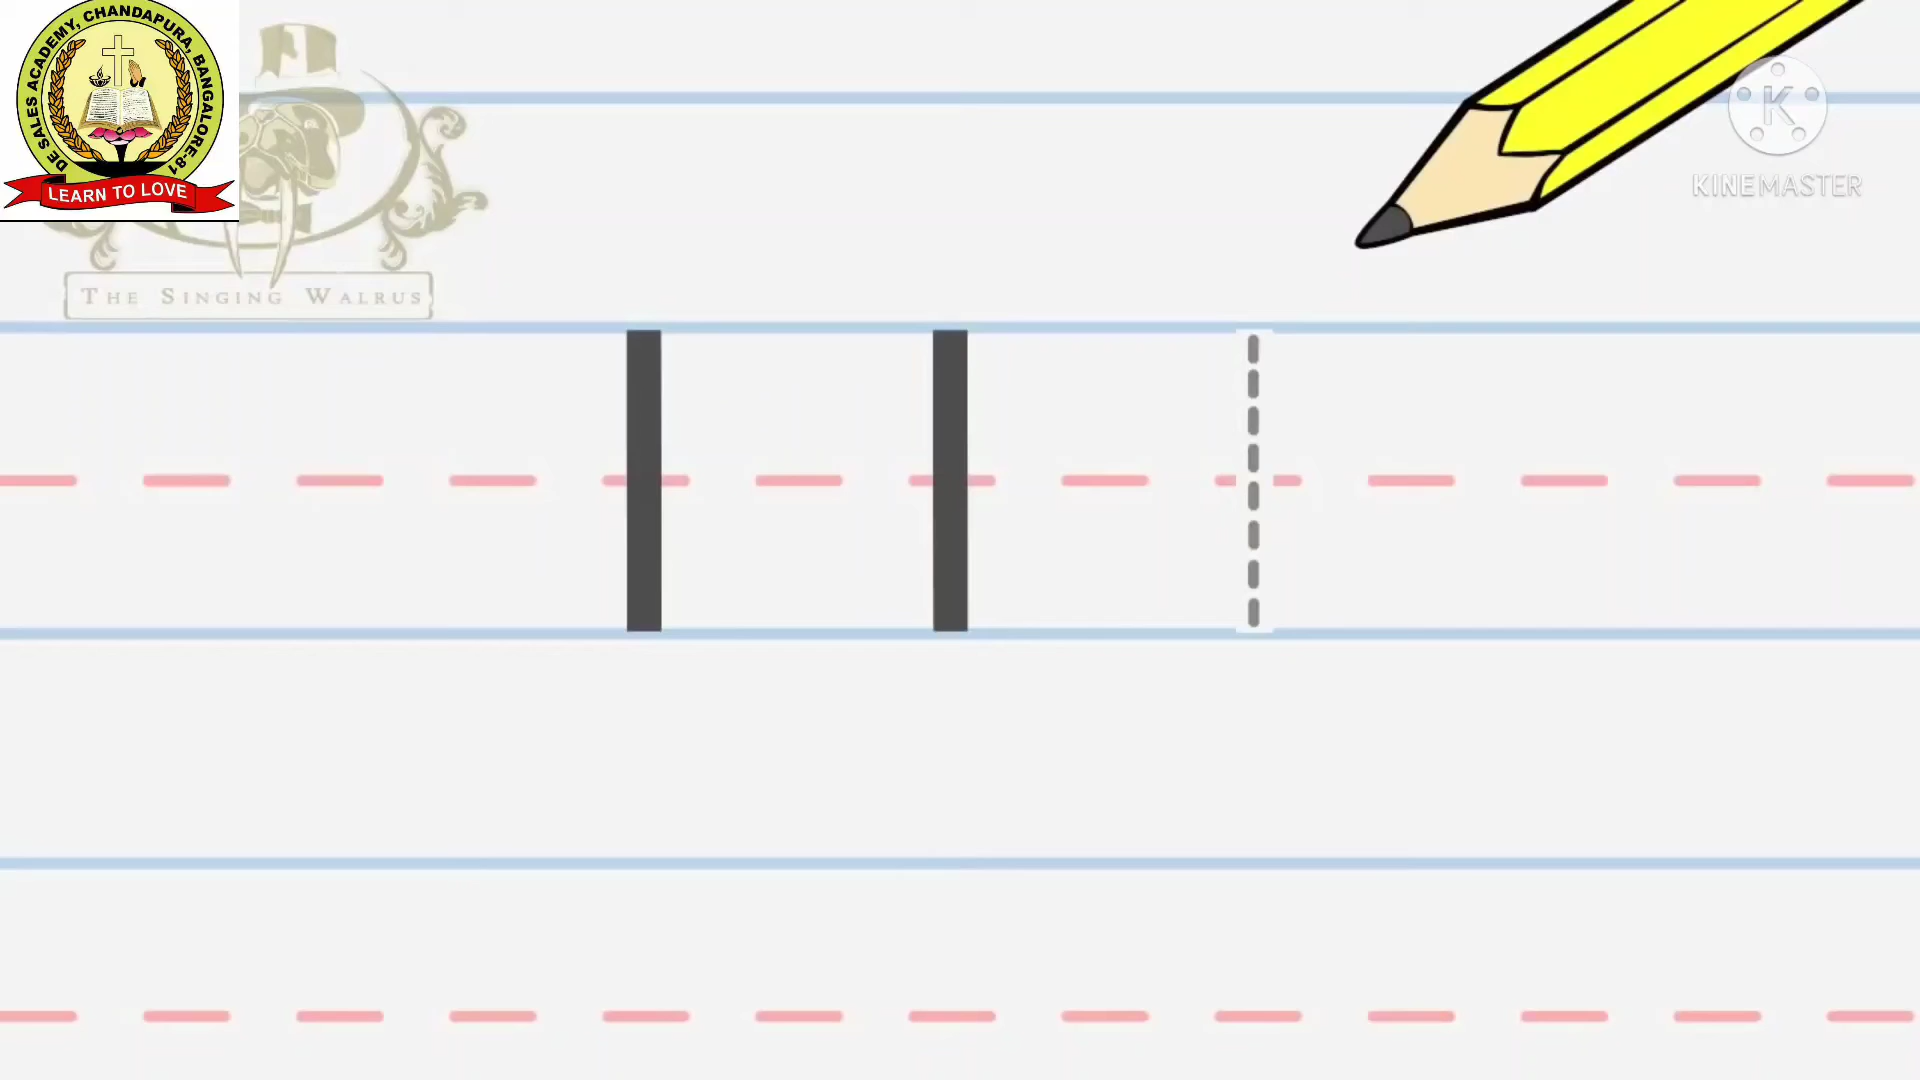 DE SALES ACADEMY, CHANDAPURA, BANGALORE-81
LEARN TO LOVE
THE SINGING WALRUS
K
KINEMASTER